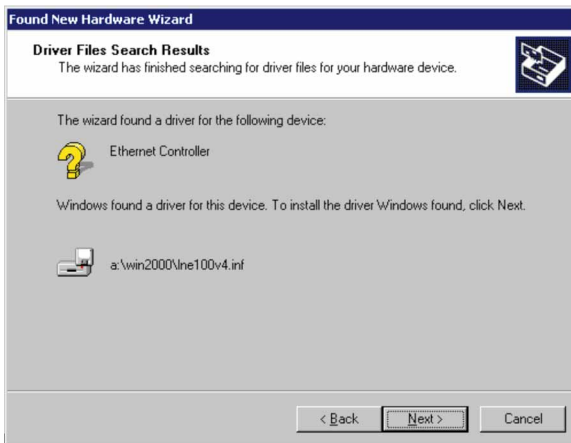 Found New Hardware Wizard
Driver Files Search Results
The wizard has finished searching for driver files for your hardware device.
The wizard found a driver for the following device:
Ethernet Controller
Windows found a driver for this device. To install the driver Windows found, click Next.
a:\win2000\lne100v4.inf
< Back
Next >
Cancel